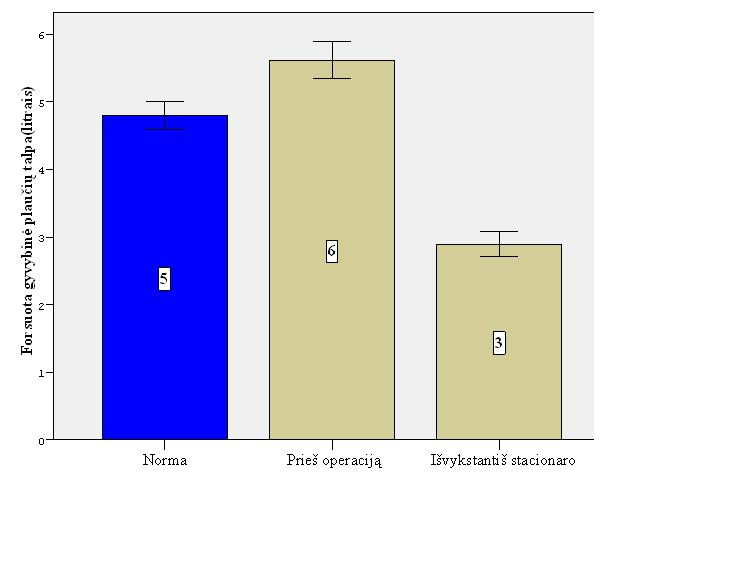 Forsuota gyvybinė plaučių talpa(litrais)
6
5
4
3
2
1
0
5
6
3
Norma
Prieš operaciją
Išvykstantiš stacionaro